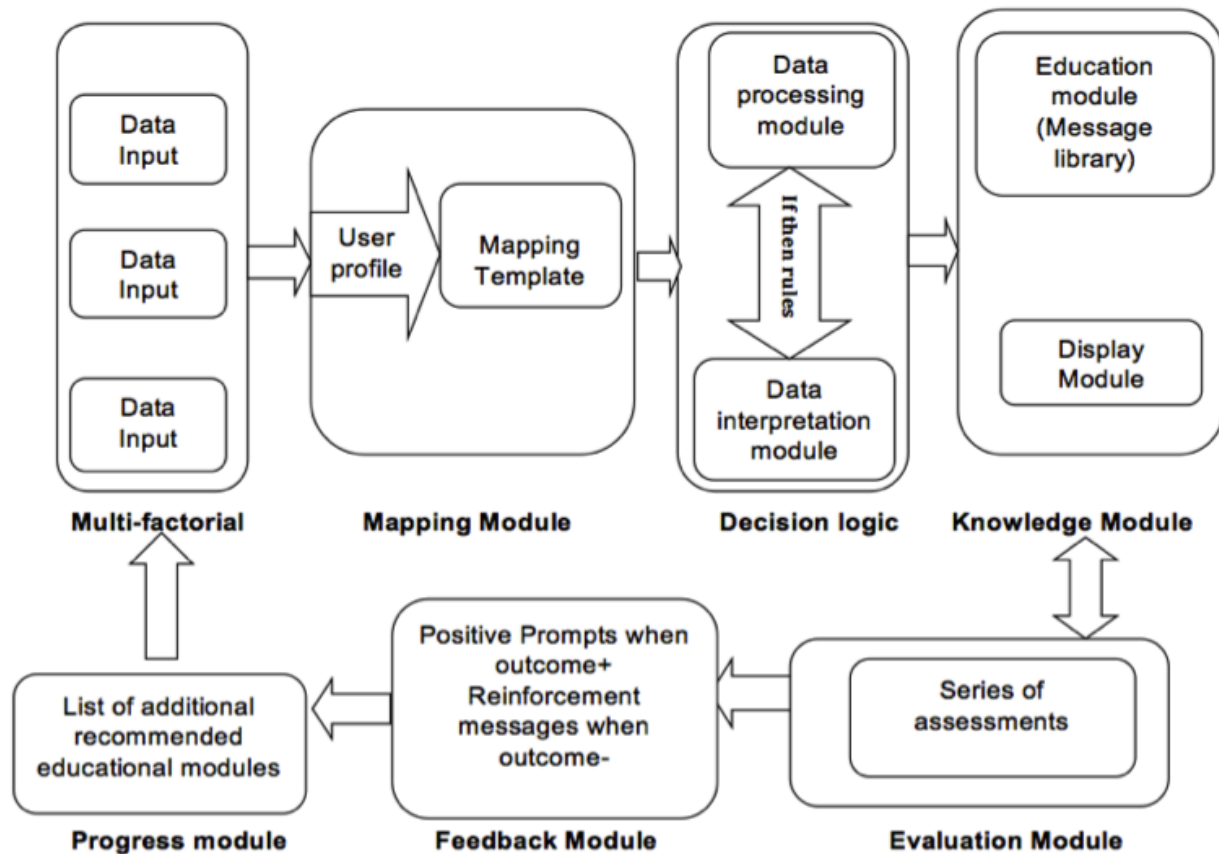 Data
Input
Data
Input
Data
Input
Multi-factorial
User
profile
Mapping
Template
Mapping Module
Data
processing
module
If then rules
Data
interpretation
module
Decision logic
Education
module
(Message
library)
Display
Module
Knowledge Module
Series of
assessments
Evaluation Module
Positive Prompts when
outcome+
Reinforcement
messages when
outcome-
Feedback Module
List of additional
recommended
educational modules
Progress module